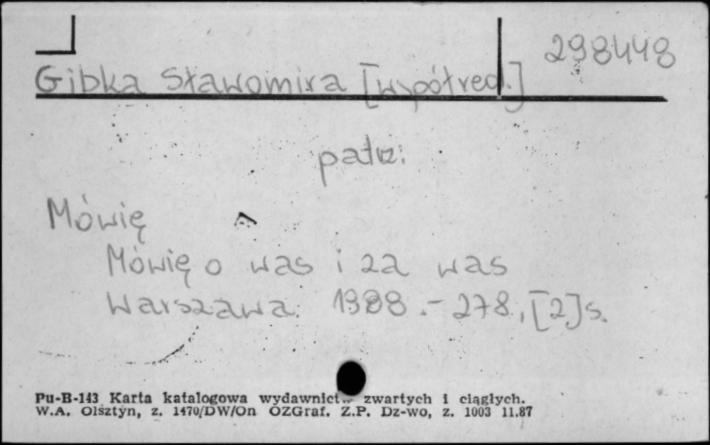 298448
Gibka Sławomira [współred.]
patrz:
Mówię
Mówię o was i za was
Warszawa 1988.- 278, [2] s.
Pu-B-143 Karta katalogowa wydawnictw zwartych i ciągłych.
W.A. Olsztyn, z. 1470/DW/On OZGraf. Z.P. Dz-wo, z. 1003 11.87